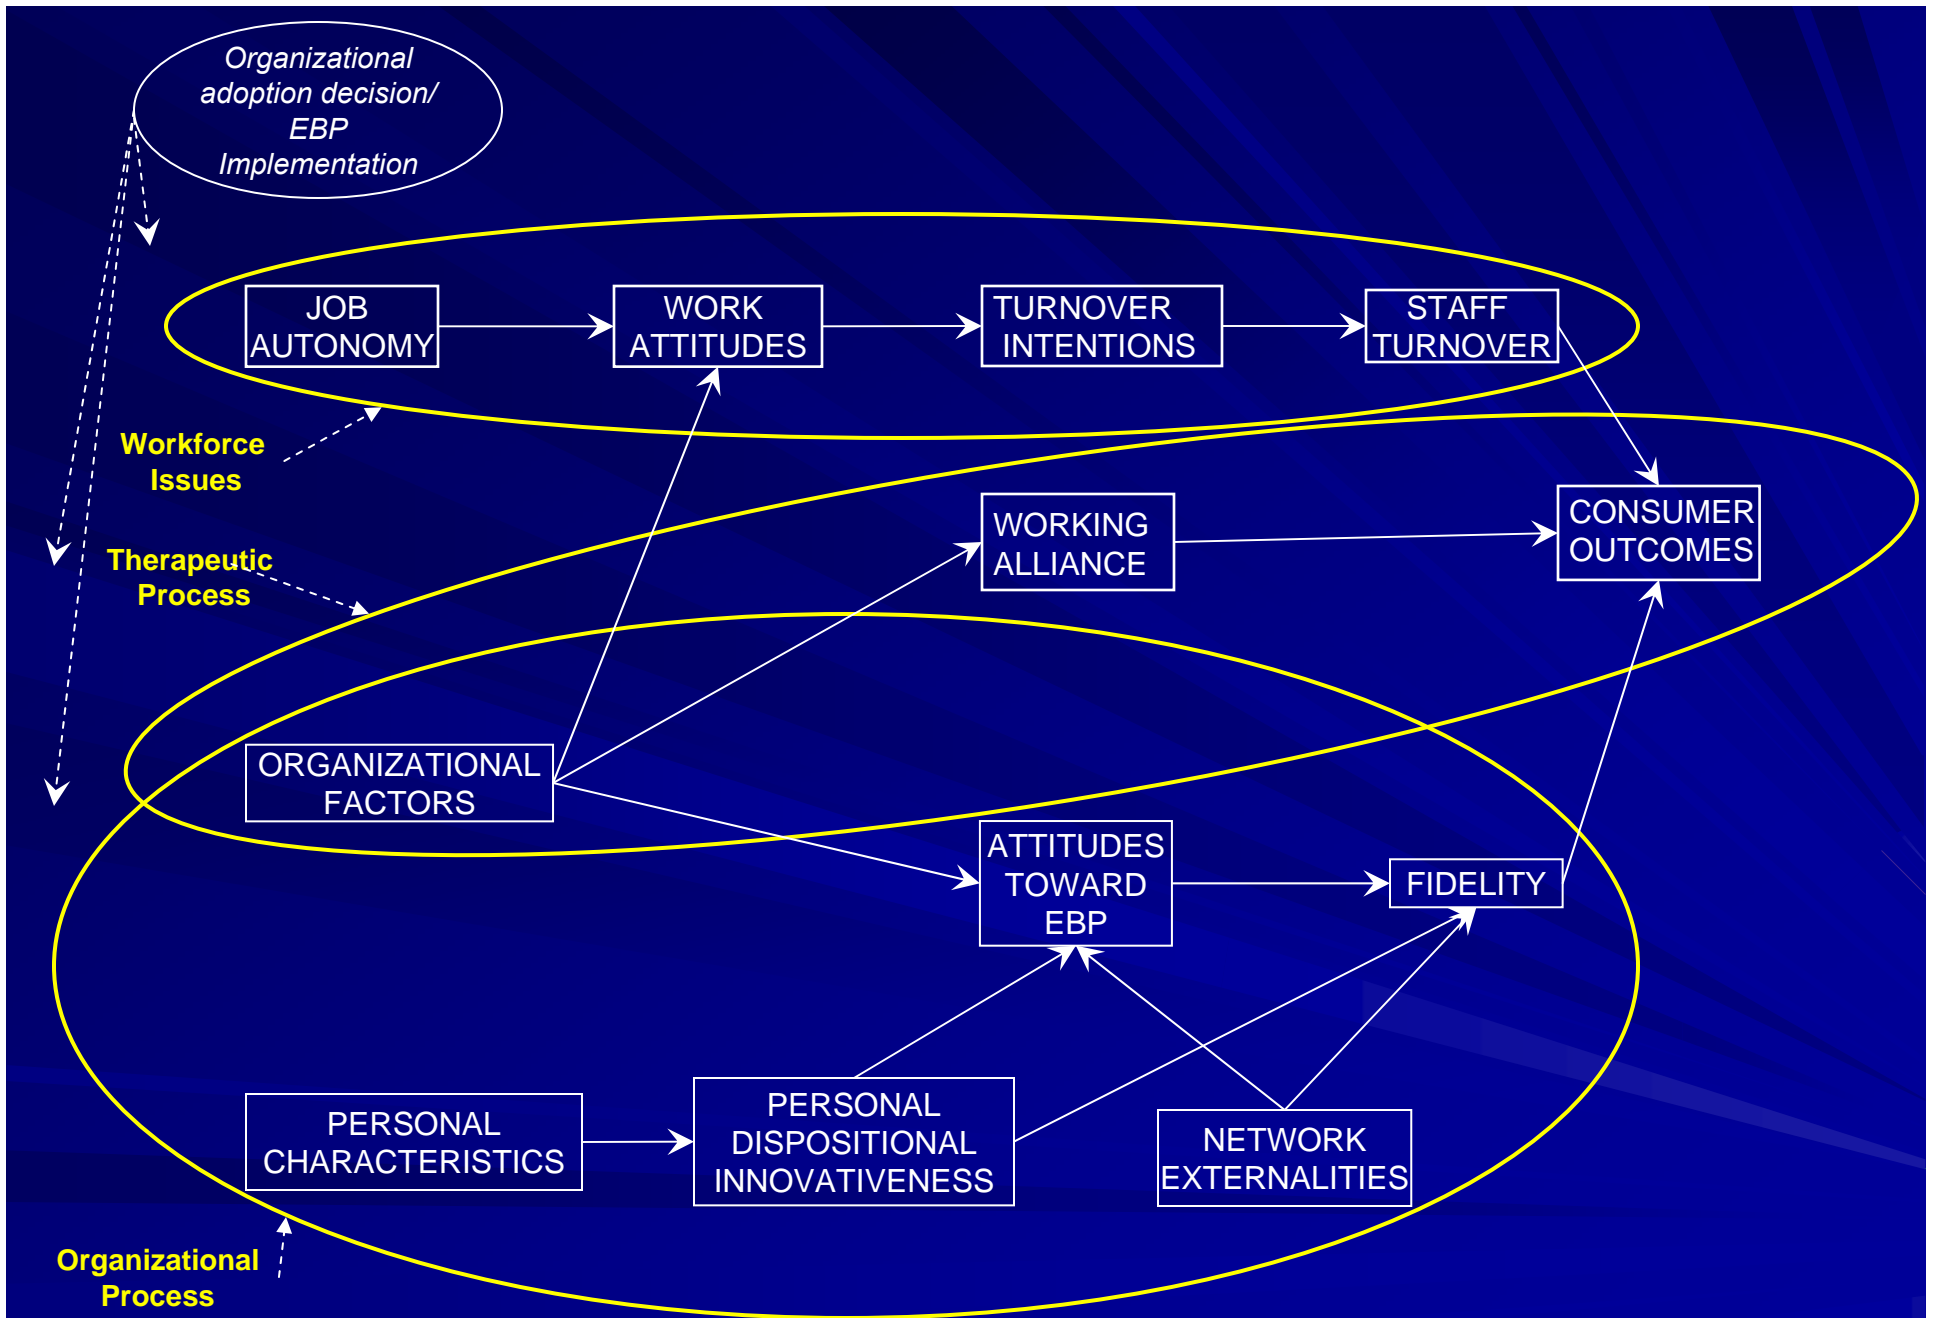 Organizational
adoption decision/
EBP
Implementation
JOB
AUTONOMY
WORK
ATTITUDES
TURNOVER
INTENTIONS
STAFF
TURNOVER
Workforce
Issues
WORKING
ALLIANCE
CONSUMER
OUTCOMES
Therapeutic
Process
ORGANIZATIONAL
FACTORS
ATTITUDES
TOWARD
EBP
FIDELITY
PERSONAL
CHARACTERISTICS
PERSONAL
DISPOSITIONAL
INNOVATIVENESS
NETWORK
EXTERNALITIES
Organizational
Process